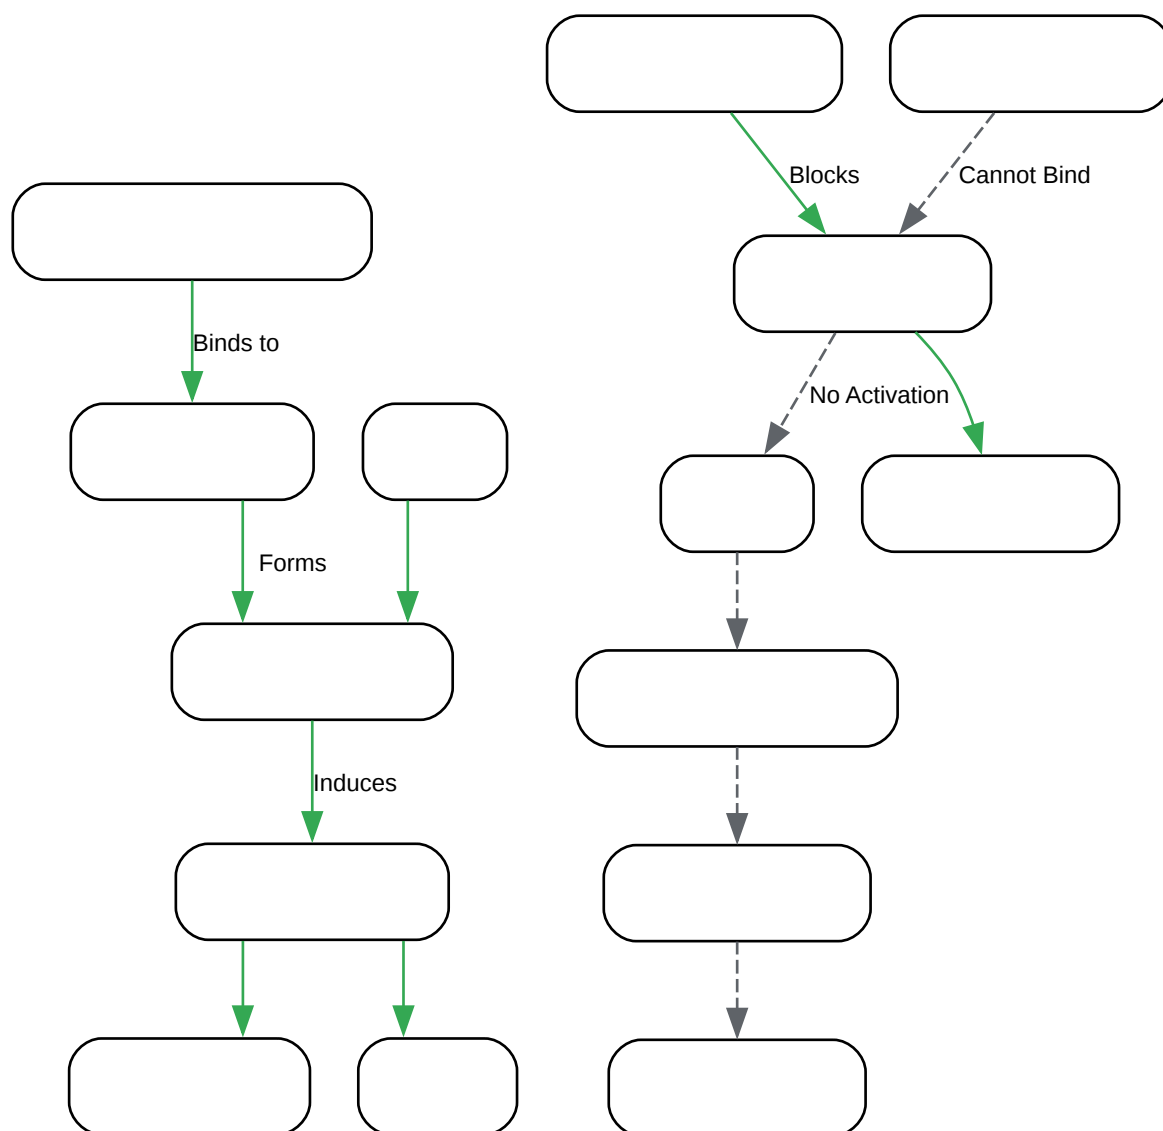 Blocks
Cannot Bind
Binds to
No Activation
Forms
Induces